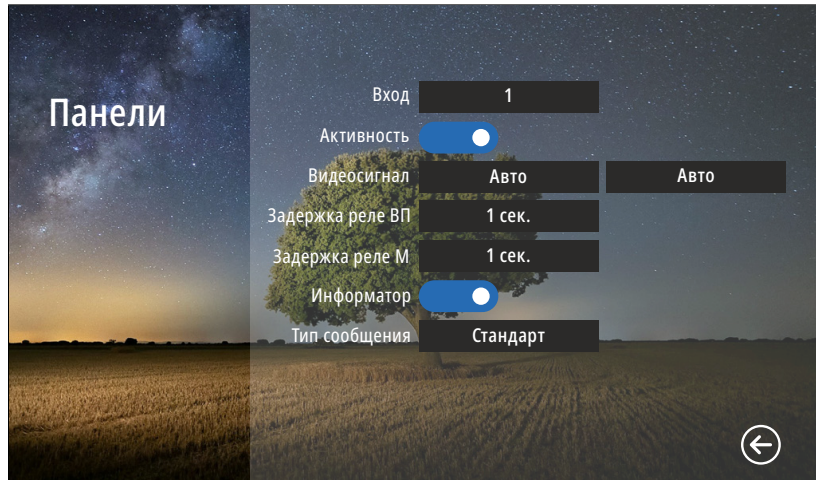 Панели
Вход 1
Активность
Видеосигнал Авто Авто
Задержка реле ВП 1 сек.
Задержка реле М 1 сек.
Информатор
Тип сообщения Стандарт